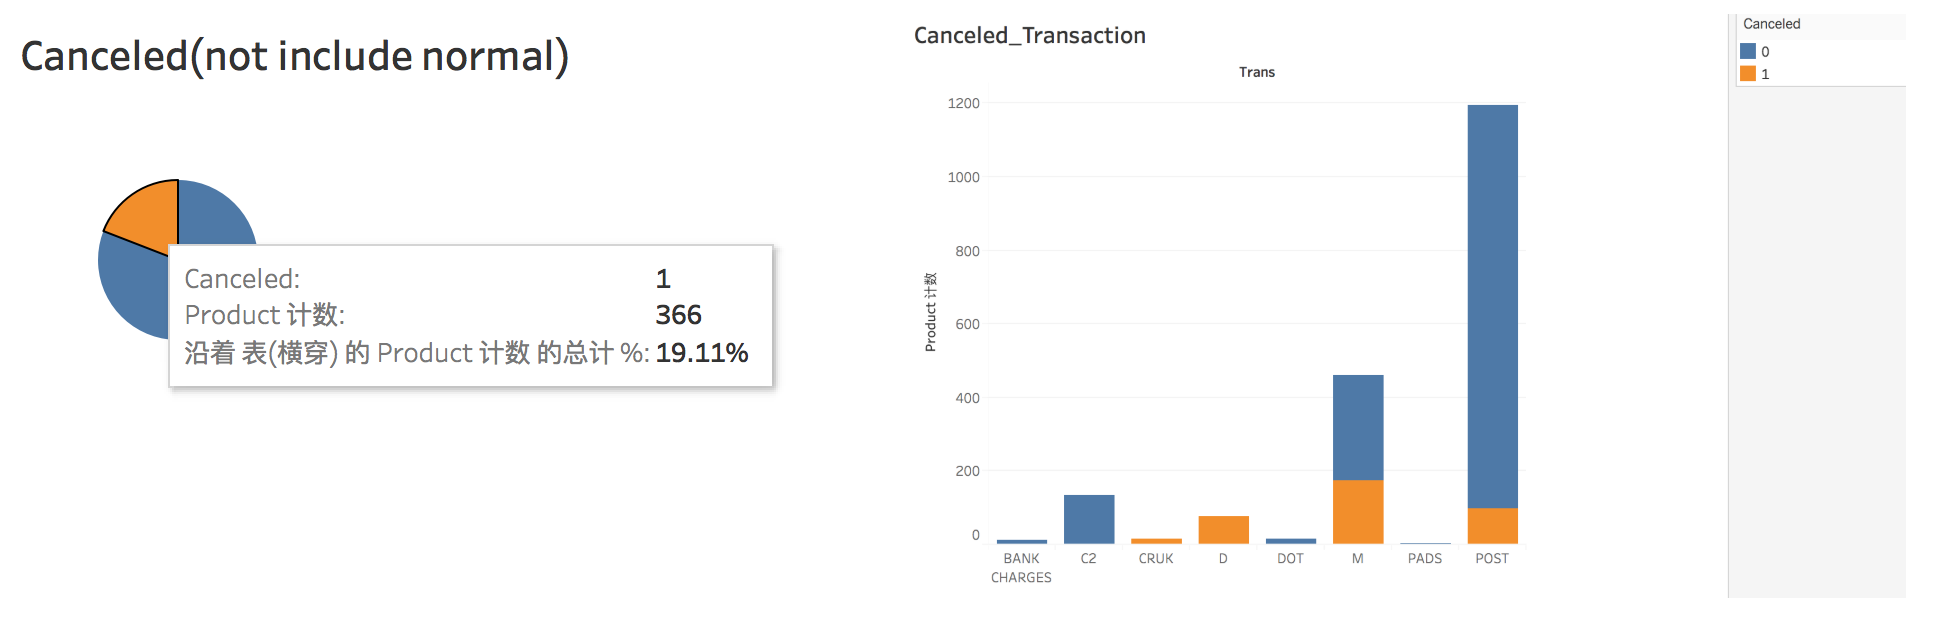 Canceled(not include normal)
Canceled: 1
Product 计数: 366
沿着 表(横穿) 的 Product 计数 的总计 %: 19.11%
Canceled_Transaction
Trans
Product 计数
1200
1000
800
600
400
200
0
BANK CHARGES
C2
CRUK
D
DOT
M
PADS
POST
Canceled
0
1